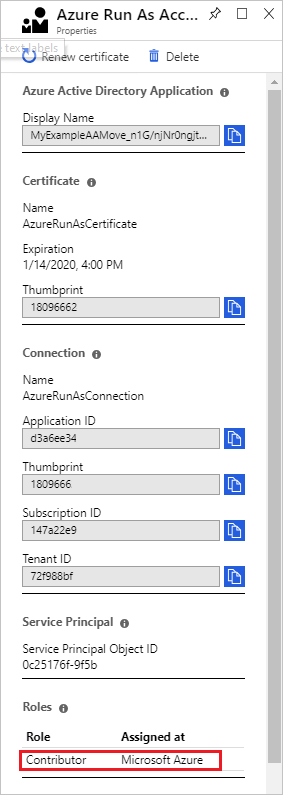 Azure Run As Acc...
Properties
text labels
Renew certificate Delete
Azure Active Directory Application
Display Name
MyExampleAAMove_n1G/njNr0ngjt...
Certificate
Name
AzureRunAsCertificate
Expiration
1/14/2020, 4:00 PM
Thumbprint
18096662
Connection
Name
AzureRunAsConnection
Application ID
d3a6ee34
Thumbprint
1809666
Subscription ID
147a22e9
Tenant ID
72f988bf
Service Principal
Service Principal Object ID
0c25176f-9f5b
Roles
Role Assigned at
Contributor Microsoft Azure